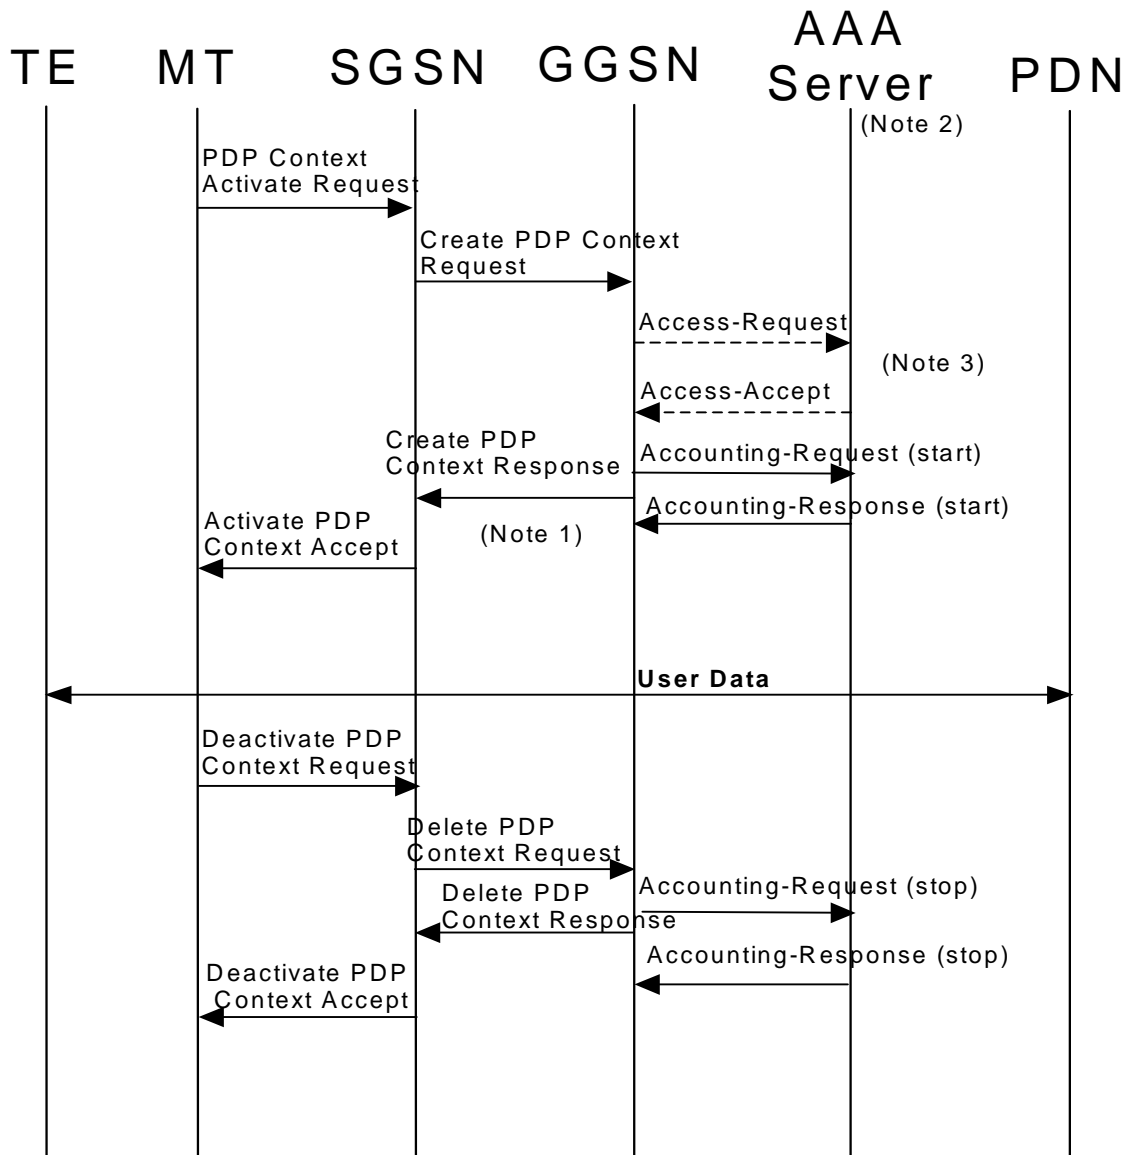 TE
MT
SGSN
GGSN
AAA
Server
PDN
(Note 2)
PDP Context
Activate Request
Create PDP Context
Request
Access-Request
(Note 3)
Access-Accept
Create PDP
Context Response
Accounting-Request (start)
Accounting-Response (start)
(Note 1)
Activate PDP
Context Accept
User Data
Deactivate PDP
Context Request
Delete PDP
Context Request
Accounting-Request (stop)
Delete PDP
Context Response
Accounting-Response (stop)
Deactivate PDP
Context Accept